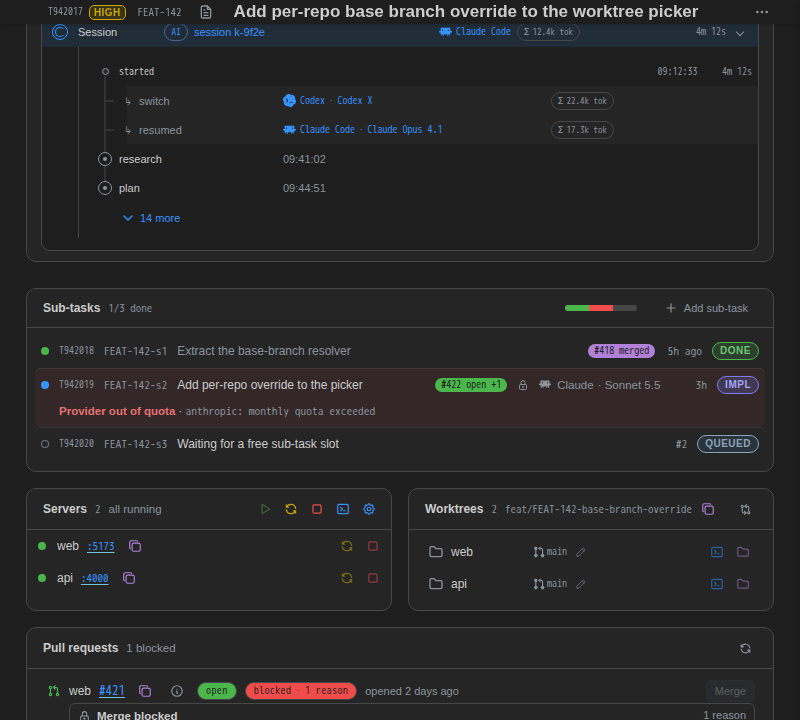 T942017 HIGH FEAT-142 Add per-repo base branch override to the worktree picker
Session AI session k-9f2e Claude Code Σ 12.4k tok 4m 12s
started 09:12:33 4m 12s
↳ switch Codex · Codex X Σ 22.4k tok
↳ resumed Claude Code · Claude Opus 4.1 Σ 17.3k tok
research 09:41:02
plan 09:44:51
14 more
Sub-tasks 1/3 done Add sub-task
T942018 FEAT-142-s1 Extract the base-branch resolver #418 merged 5h ago DONE
T942019 FEAT-142-s2 Add per-repo override to the picker #422 open +1 Claude · Sonnet 5.5 3h IMPL
Provider out of quota · anthropic: monthly quota exceeded
T942020 FEAT-142-s3 Waiting for a free sub-task slot #2 QUEUED
Servers 2 all running
web :5173
api :4000
Worktrees 2 feat/FEAT-142-base-branch-override
web main
api main
Pull requests 1 blocked
web #421 open blocked · 1 reason opened 2 days ago Merge
Merge blocked 1 reason